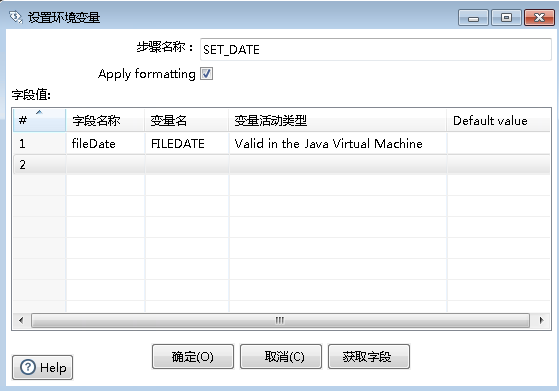 设置环境变量
步骤名称： SET_DATE
Apply formatting
字段值:
# 字段名称 变量名 变量活动类型 Default value
1 fileDate FILEDATE Valid in the Java Virtual Machine
2
确定(O) 取消(C) 获取字段
Help